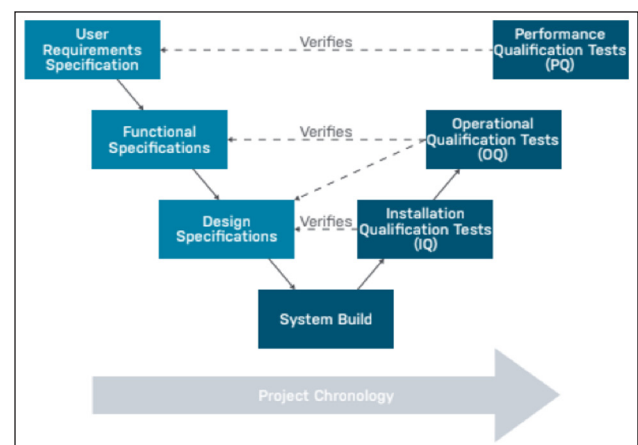 User
Requirements
Specification
Verifies
Performance
Qualification Tests
(PQ)
Functional
Specifications
Verifies
Operational
Qualification Tests
(OQ)
Design
Specifications
Verifies
Installation
Qualification Tests
(IQ)
System Build
Project Chronology